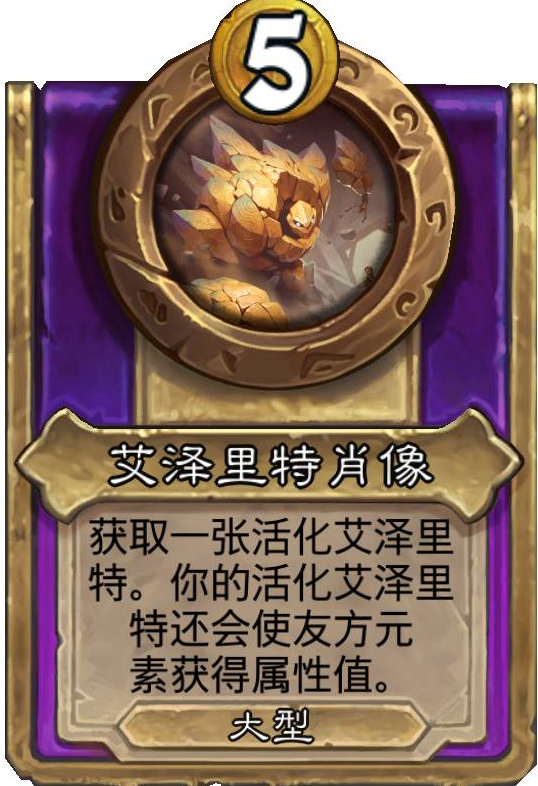 5
艾泽里特肖像
获取一张活化艾泽里
特。你的活化艾泽里
特还会使友方元
素获得属性值。
大型